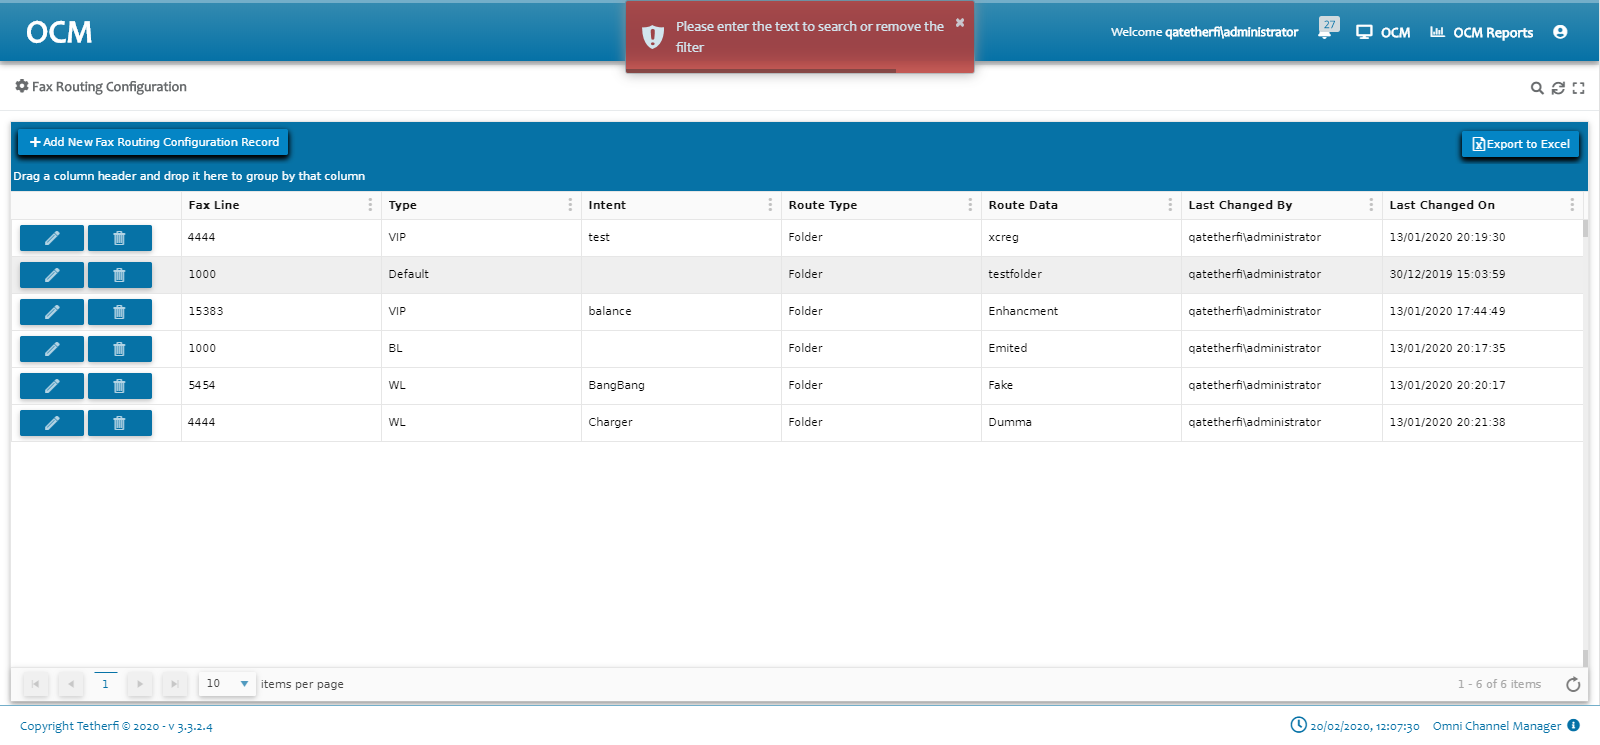 OCM
Please enter the text to search or remove the
filter
Welcome qatetherfi\administrator
27
OCM
OCM Reports
Fax Routing Configuration
Add New Fax Routing Configuration Record
Export to Excel
Drag a column header and drop it here to group by that column
Fax Line Type Intent Route Type Route Data Last Changed By Last Changed On
4444 VIP test Folder xcreg qatetherfi\administrator 13/01/2020 20:19:30
1000 Default Folder testfolder qatetherfi\administrator 30/12/2019 15:03:59
15383 VIP balance Folder Enhancment qatetherfi\administrator 13/01/2020 17:44:49
1000 BL Folder Emited qatetherfi\administrator 13/01/2020 20:17:35
5454 WL BangBang Folder Fake qatetherfi\administrator 13/01/2020 20:20:17
4444 WL Charger Folder Dumma qatetherfi\administrator 13/01/2020 20:21:38
1 10 items per page 1 - 6 of 6 items
Copyright Tetherfi © 2020 - v 3.3.2.4 20/02/2020, 12:07:30 Omni Channel Manager